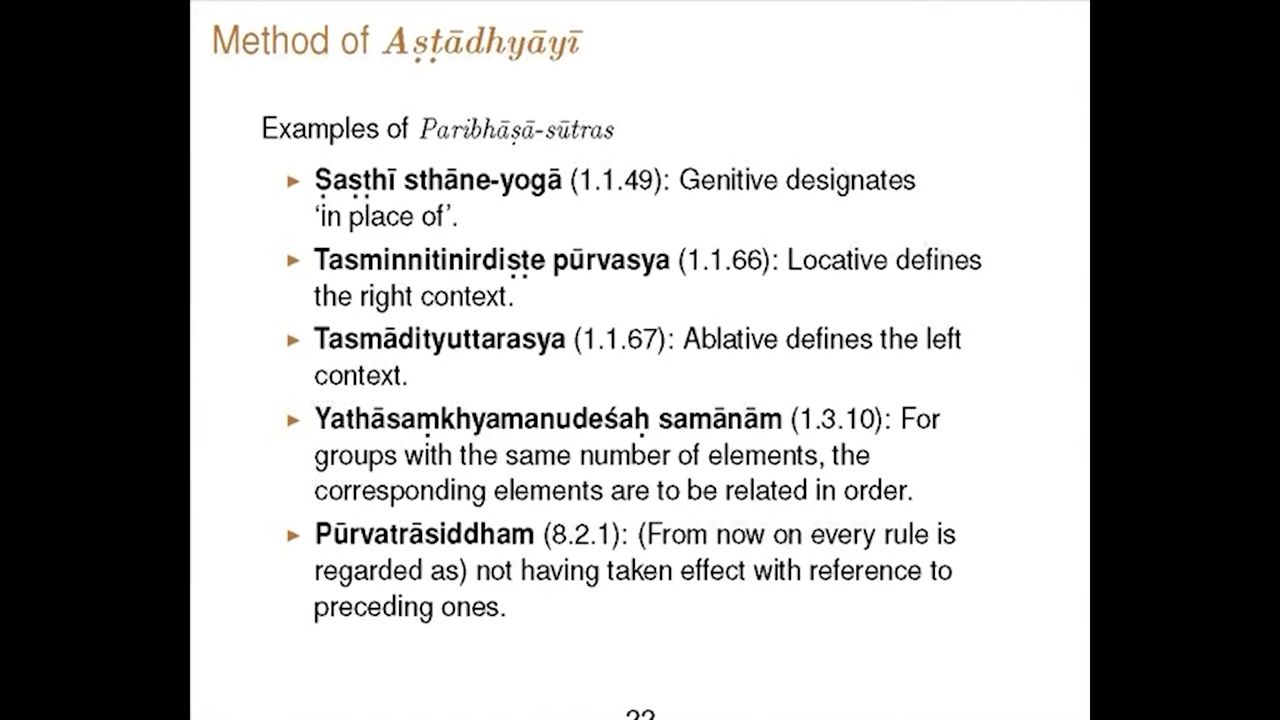 Method of Aṣṭādhyāyī
Examples of Paribhāṣā-sūtras
► Ṣaṣṭhī sthāne-yogā (1.1.49): Genitive designates
‘in place of’.
► Tasminnitinirdiṣṭe pūrvasya (1.1.66): Locative defines
the right context.
► Tasmādityuttarasya (1.1.67): Ablative defines the left
context.
► Yathāsaṃkhyamanudeśaḥ samānām (1.3.10): For
groups with the same number of elements, the
corresponding elements are to be related in order.
► Pūrvatrāsiddham (8.2.1): (From now on every rule is
regarded as) not having taken effect with reference to
preceding ones.